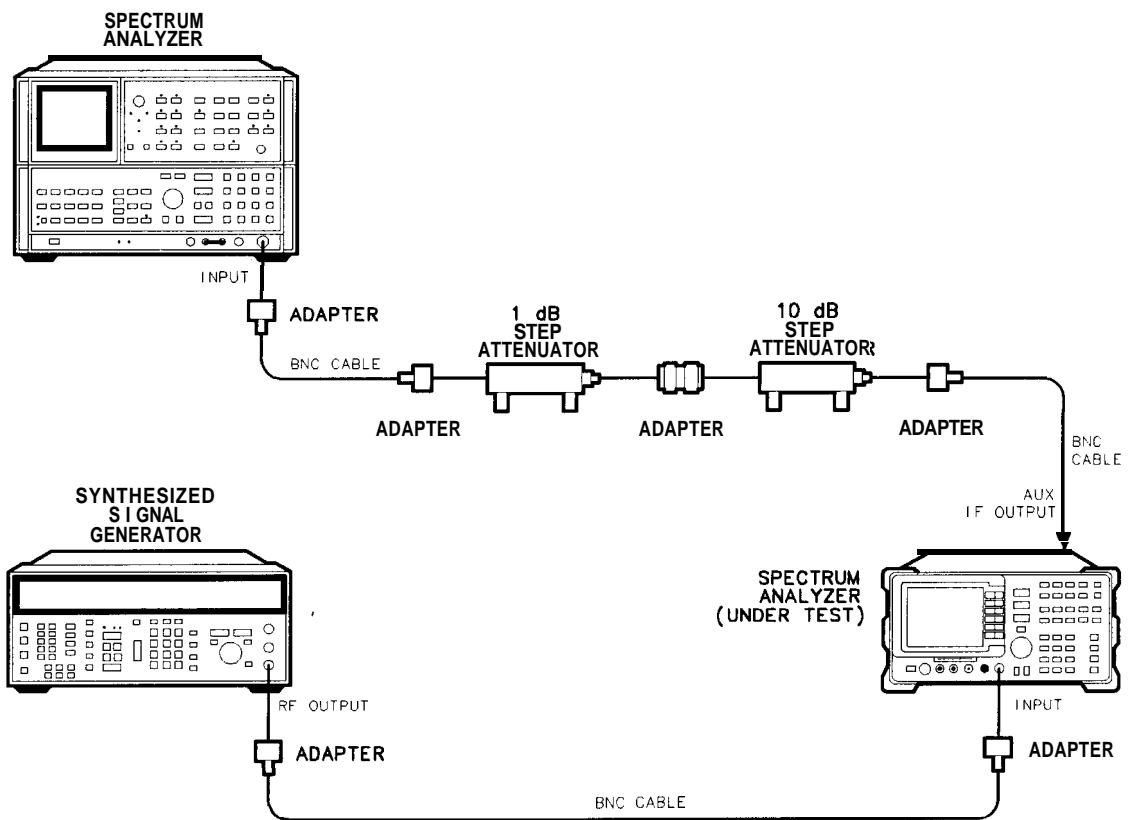 SPECTRUM
ANALYZER
INPUT
ADAPTER
BNC CABLE
1 dB
STEP
ATTENUATOR
10 dB
STEP
ATTENUATOR
ADAPTER
ADAPTER
ADAPTER
BNC
CABLE
AUX
IF OUTPUT
SYNTHESIZED
SIGNAL
GENERATOR
SPECTRUM
ANALYZER
(UNDER TEST)
RF OUTPUT
INPUT
ADAPTER
ADAPTER
BNC CABLE